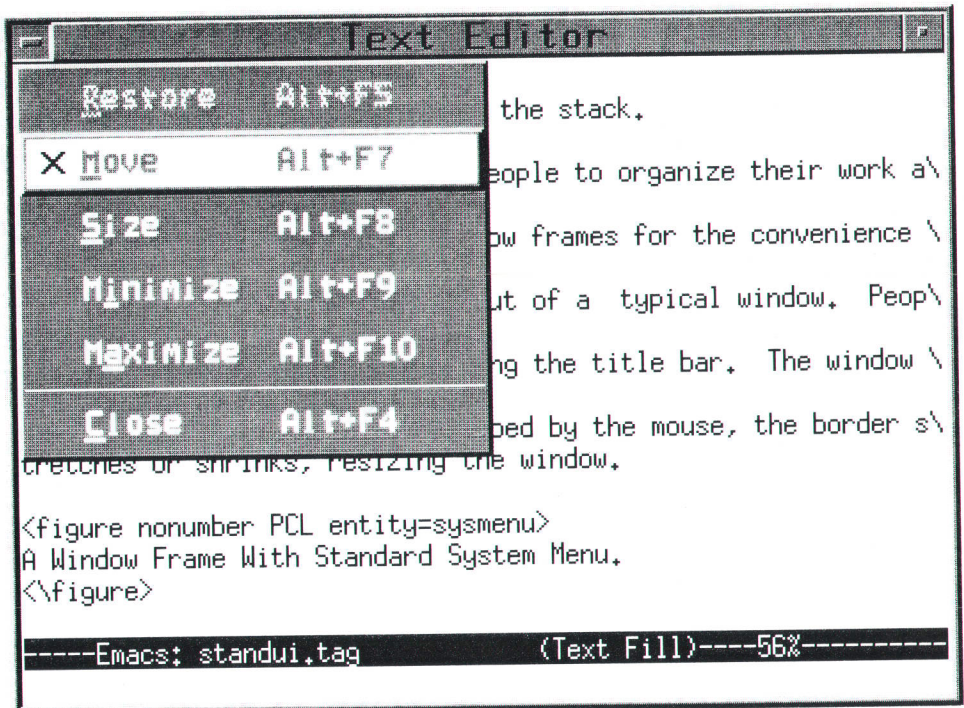 Text Editor
Restore Alt+F5
the stack.
X Move Alt+F7
eople to organize their work a\
Size Alt+F8
ow frames for the convenience \
Minimize Alt+F9
ut of a typical window. Peop\
Maximize Alt+F10
ng the title bar. The window \
Close Alt+F4
ped by the mouse, the border s\
tretches or shrinks, resizing the window.
<figure nonumber PCL entity=sysmenu>
A Window Frame With Standard System Menu.
<\figure>
-----Emacs: standui.tag (Text Fill)----56%----------